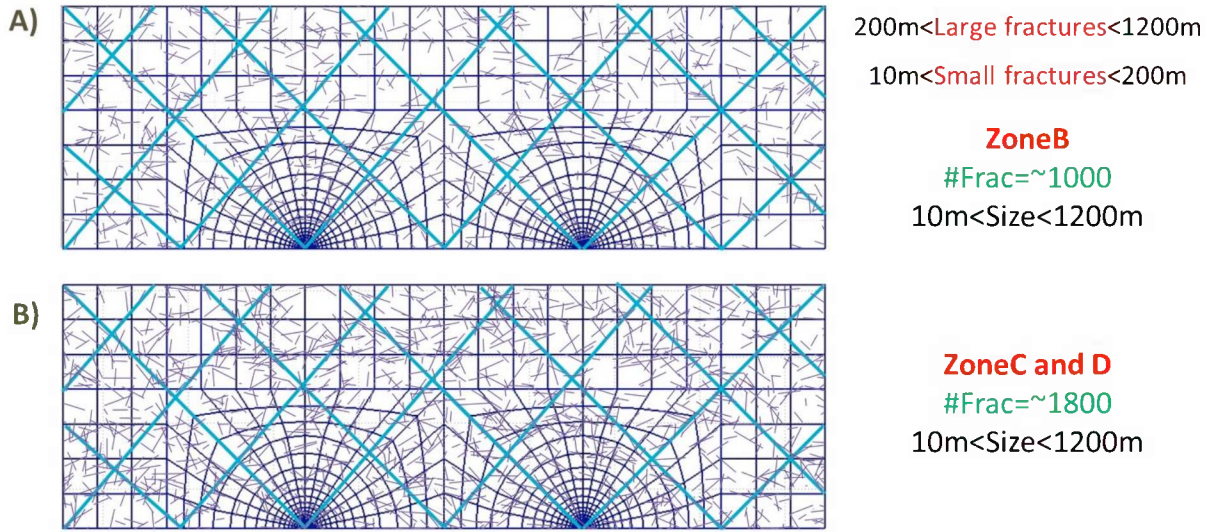 A)
200m<Large fractures<1200m
10m<Small fractures<200m
ZoneB
#Frac=~1000
10m<Size<1200m
B)
ZoneC and D
#Frac=~1800
10m<Size<1200m